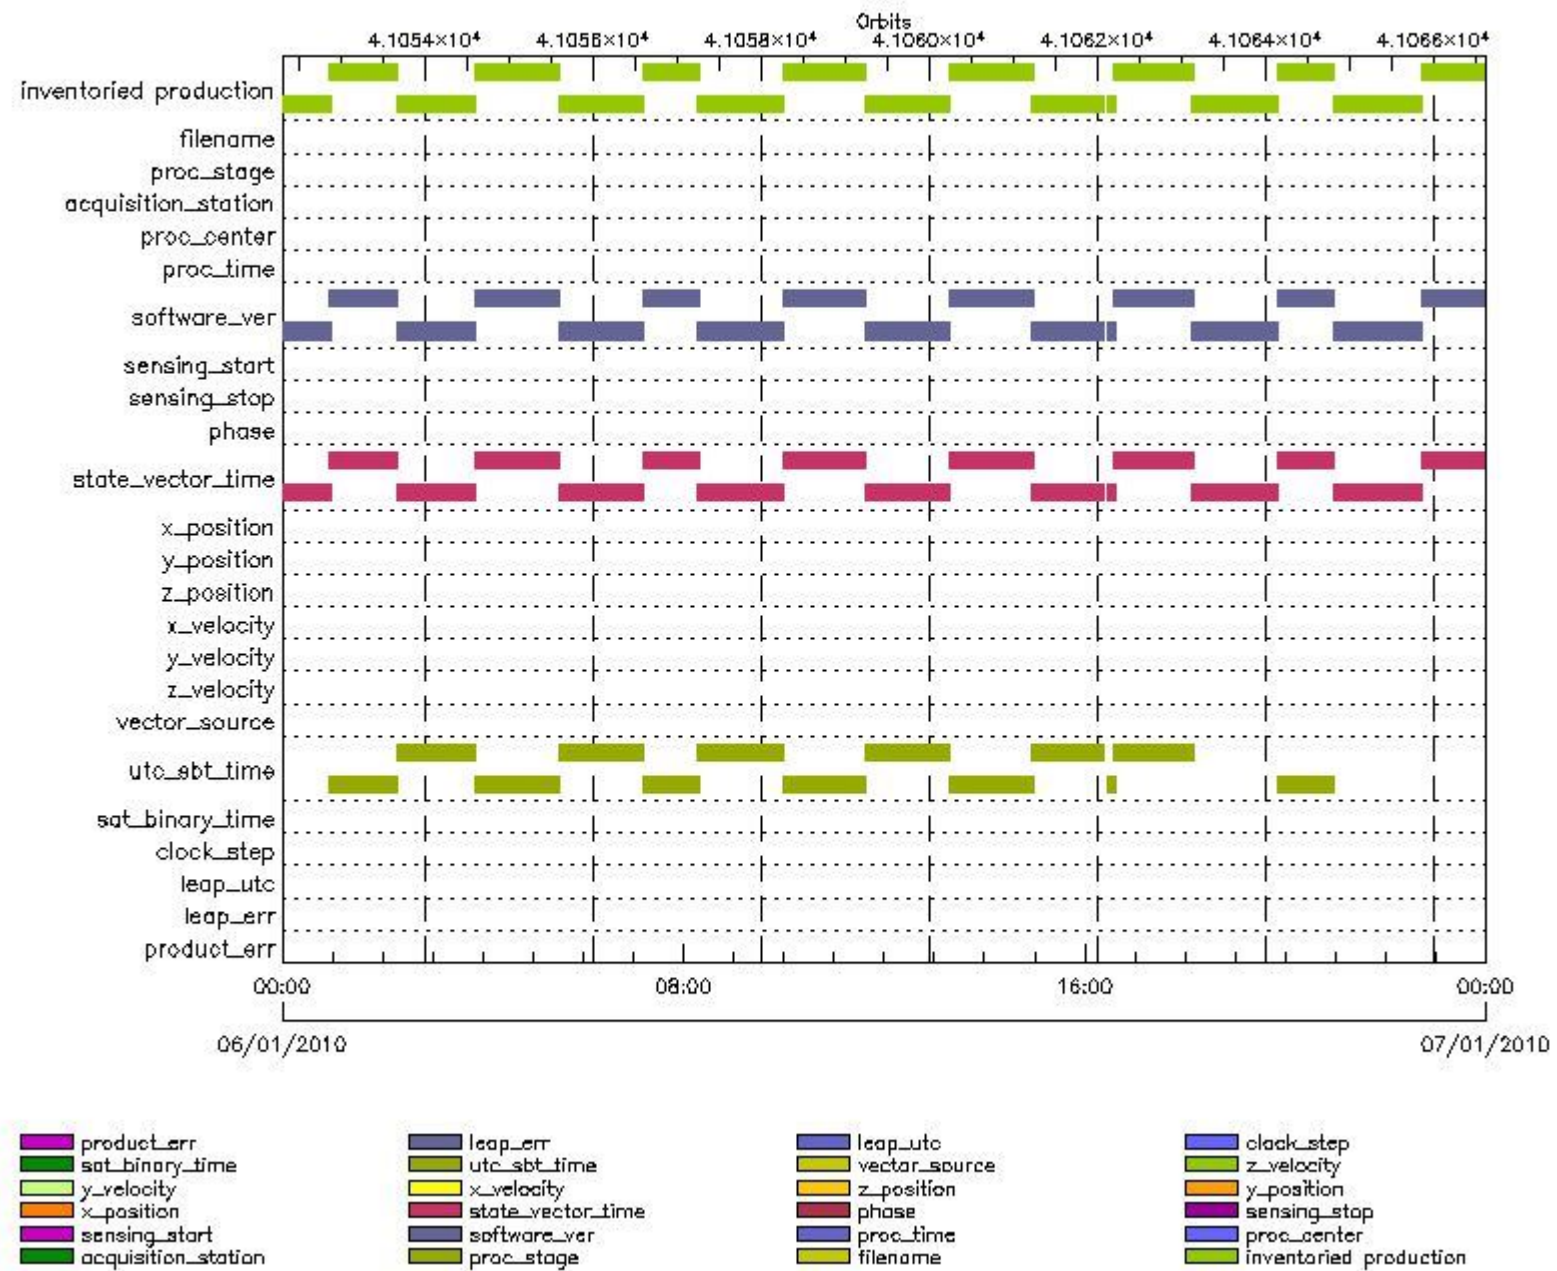 Orbits
4.1054×10⁴ 4.1056×10⁴ 4.1058×10⁴ 4.1060×10⁴ 4.1062×10⁴ 4.1064×10⁴ 4.1066×10⁴
inventoried production
filename
proc_stage
acquisition_station
proc_center
proc_time
software_ver
sensing_start
sensing_stop
phase
state_vector_time
x_position
y_position
z_position
x_velocity
y_velocity
z_velocity
vector_source
utc_sbt_time
sat_binary_time
clock_step
leap_utc
leap_err
product_err
00:00 08:00 16:00 00:00
06/01/2010 07/01/2010
product_err leap_err leap_utc clock_step
sat_binary_time utc_sbt_time vector_source z_velocity
y_velocity x_velocity z_position y_position
x_position state_vector_time phase sensing_stop
sensing_start software_ver proc_time proc_center
acquisition_station proc_stage filename inventoried production